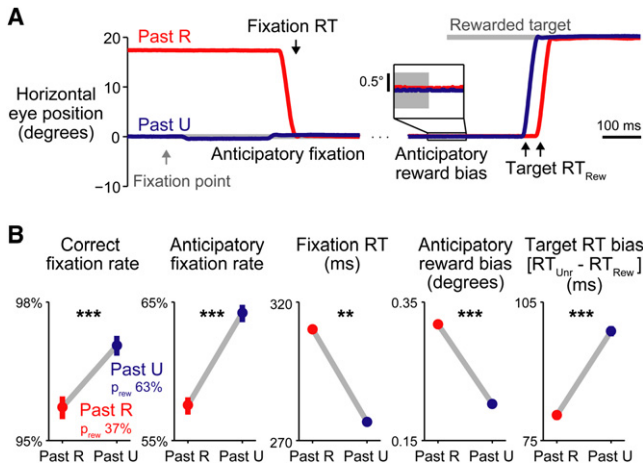 A
Fixation RT
Rewarded target
20
Past R
Horizontal
eye position
(degrees)
10
0.5°
Past U
0
Anticipatory fixation
...
Anticipatory
reward bias
100 ms
Target RTRew
Fixation point
−10
B
Correct
fixation rate
Anticipatory
fixation rate
Fixation RT
(ms)
Anticipatory
reward bias
(degrees)
Target RT bias
[RTUnr - RTRew]
(ms)
98%
65%
320
0.35
105
***
***
**
***
***
Past U
prew 63%
Past R
prew 37%
95%
55%
270
0.15
75
Past R Past U
Past R Past U
Past R Past U
Past R Past U
Past R Past U